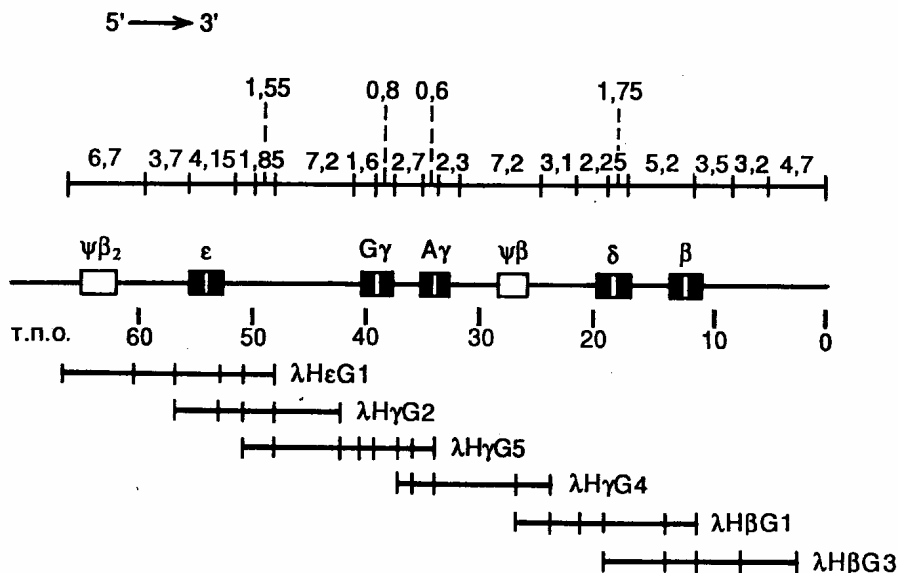 5' → 3'
1,55 0,8 0,6 1,75
6,7 3,7 4,15 1,85 7,2 1,6 2,7 2,3 7,2 3,1 2,25 5,2 3,5 3,2 4,7
ψβ₂ ε Gγ Aγ ψβ δ β
т.п.о. 60 50 40 30 20 10 0
λHεG1
λHγG2
λHγG5
λHγG4
λHβG1
λHβG3